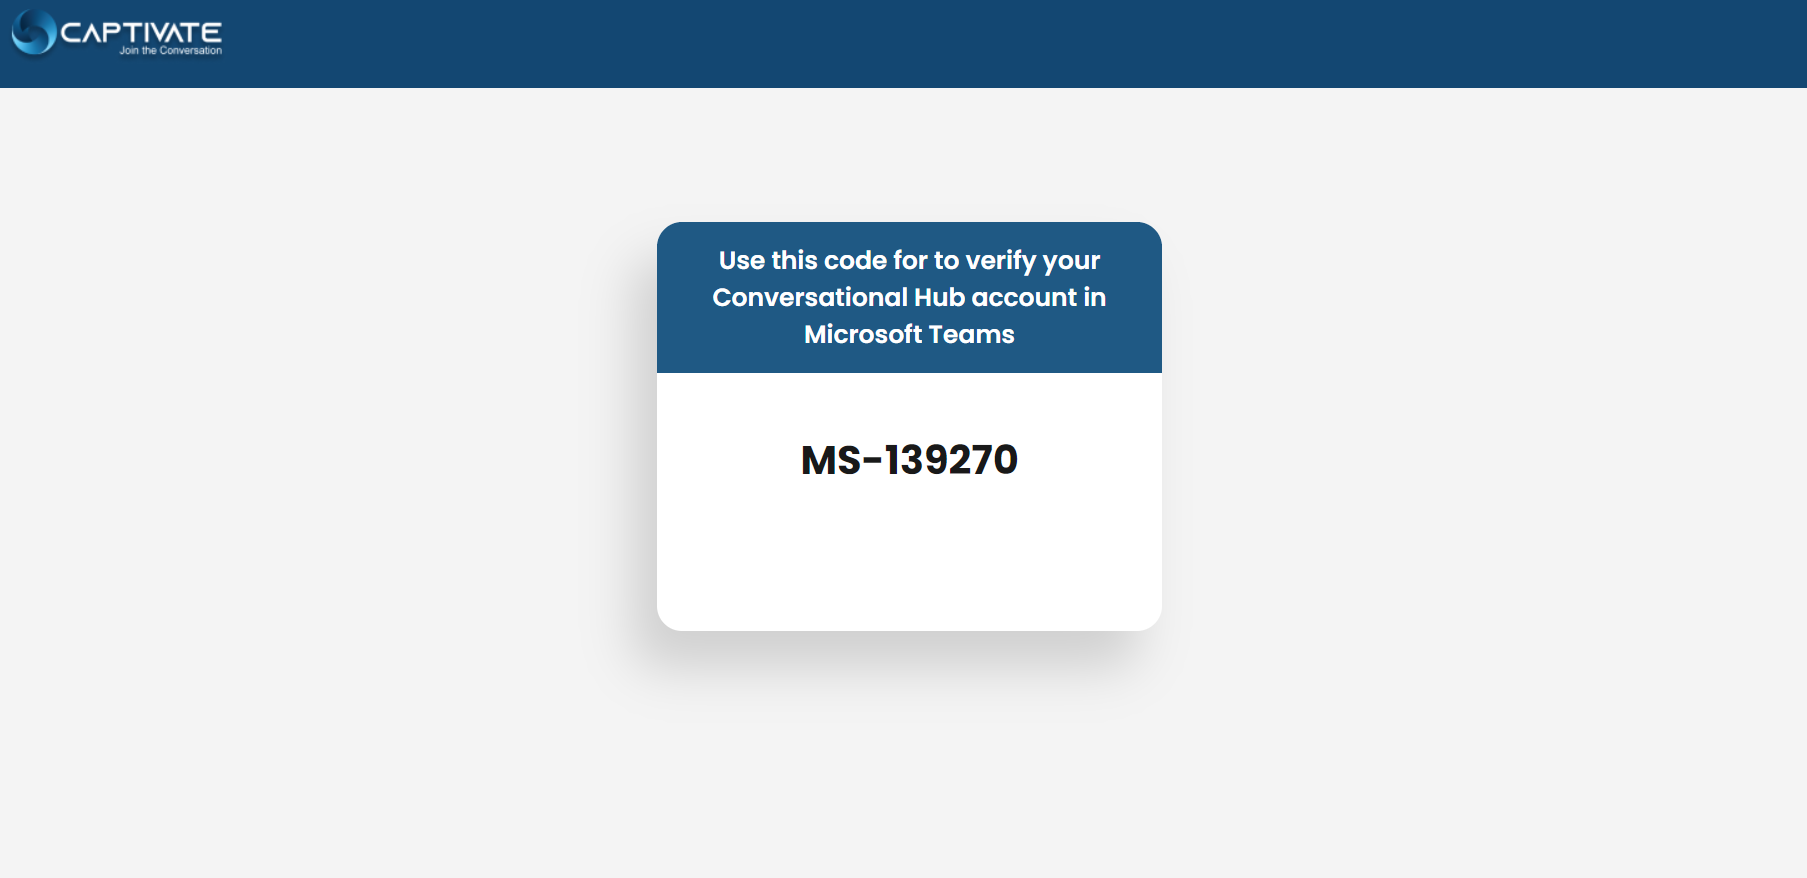 CAPTIVATE
Join the Conversation
Use this code for to verify your
Conversational Hub account in
Microsoft Teams
MS-139270